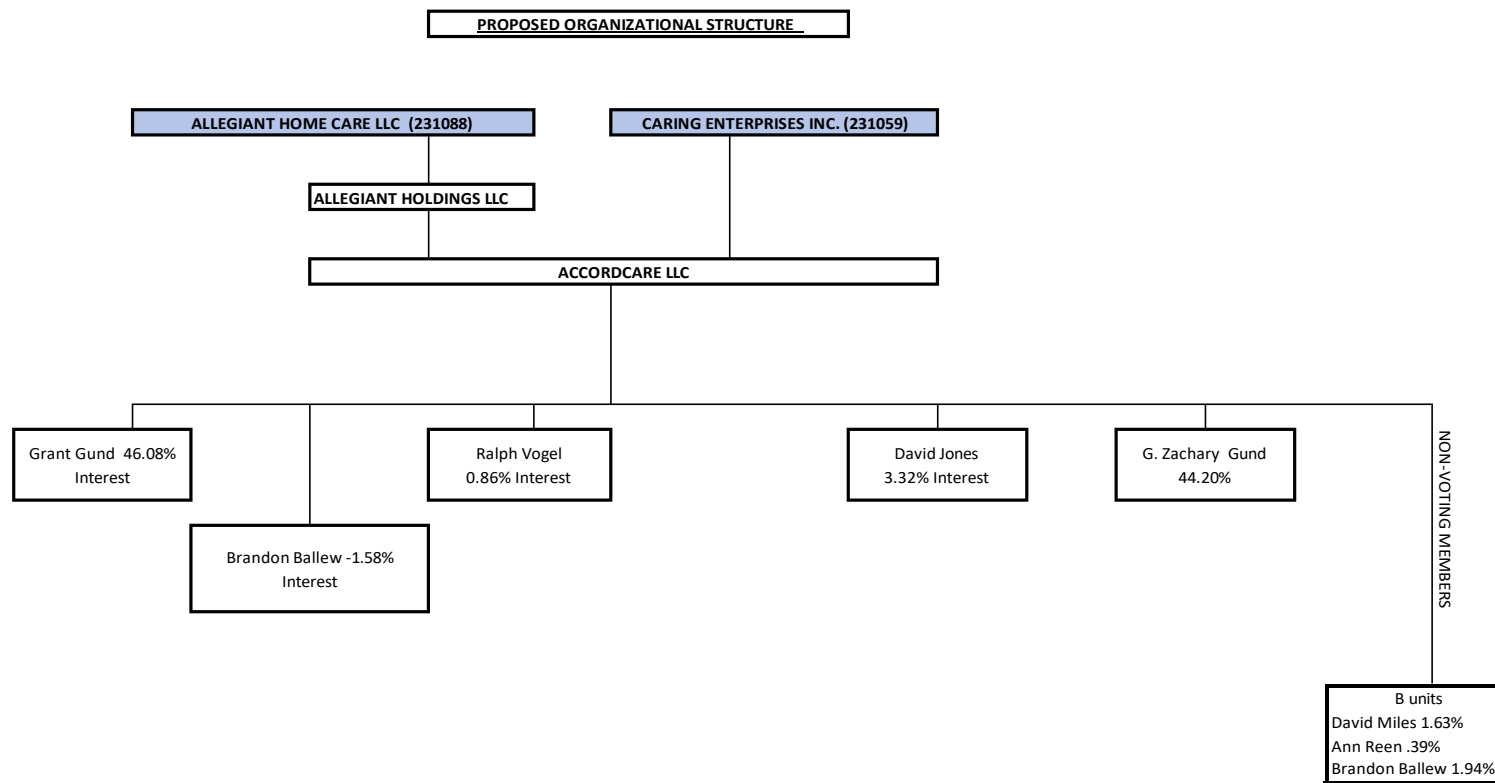 PROPOSED ORGANIZATIONAL STRUCTURE
ALLEGIANT HOME CARE LLC (231088)
CARING ENTERPRISES INC. (231059)
ALLEGIANT HOLDINGS LLC
ACCORDCARE LLC
Grant Gund 46.08%
Interest
Brandon Ballew -1.58%
Interest
Ralph Vogel
0.86% Interest
David Jones
3.32% Interest
G. Zachary Gund
44.20%
NON-VOTING MEMBERS
B units
David Miles 1.63%
Ann Reen .39%
Brandon Ballew 1.94%